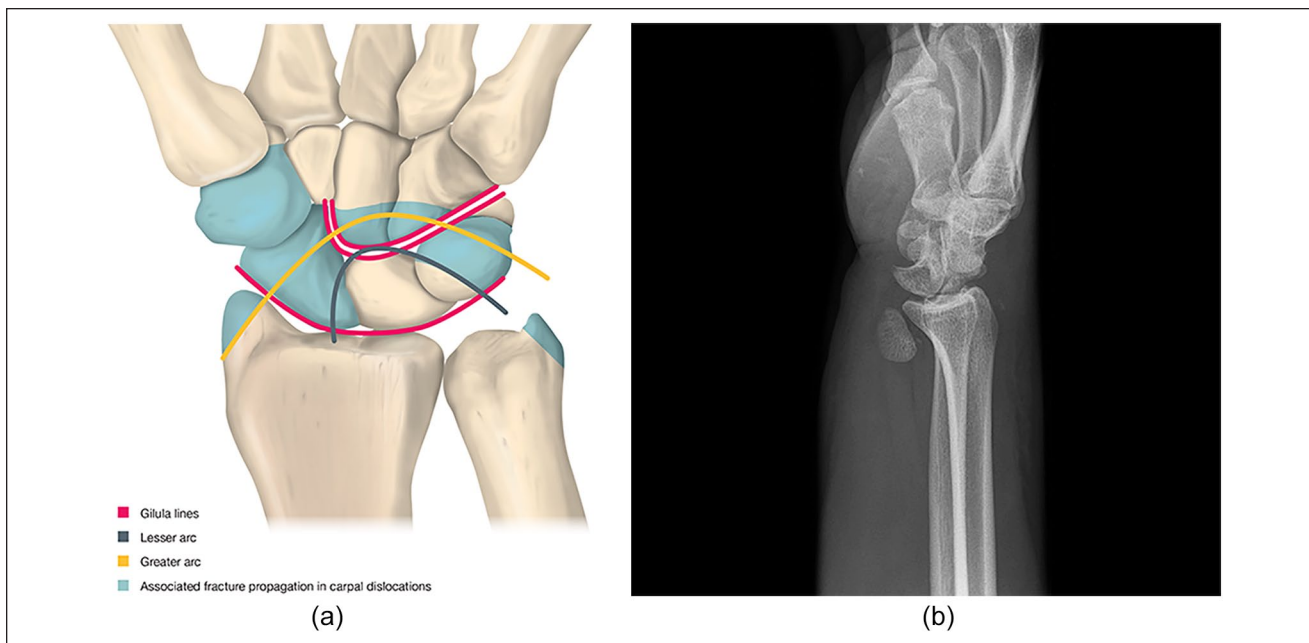 Gilula lines
Lesser arc
Greater arc
Associated fracture propagation in carpal dislocations
(a)
(b)